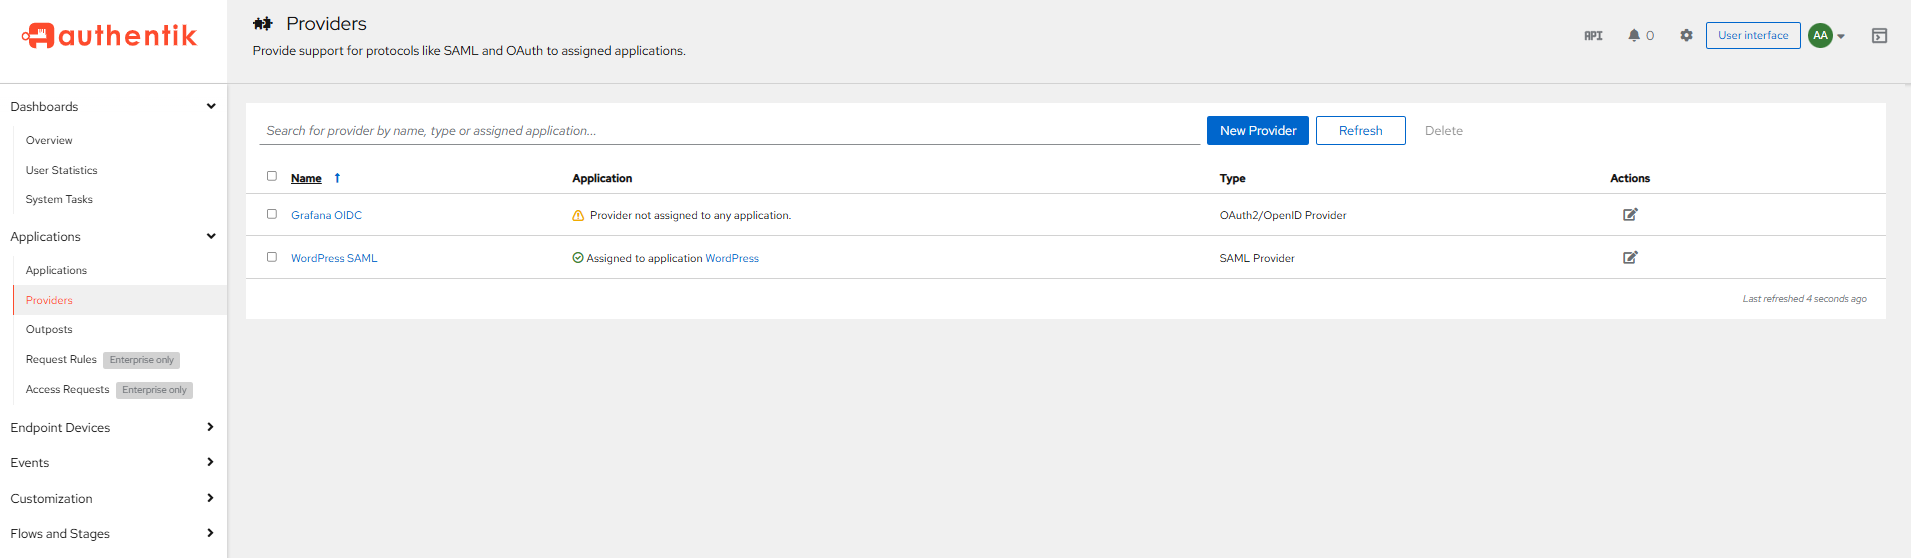 authentik
Providers
Provide support for protocols like SAML and OAuth to assigned applications.
API
0
User interface
AA
Dashboards
Overview
User Statistics
System Tasks
Applications
Applications
Providers
Outposts
Request Rules Enterprise only
Access Requests Enterprise only
Endpoint Devices
Events
Customization
Flows and Stages
Search for provider by name, type or assigned application...
New Provider
Refresh
Delete
Name ↑ Application Type Actions
Grafana OIDC Provider not assigned to any application. OAuth2/OpenID Provider
WordPress SAML Assigned to application WordPress SAML Provider
Last refreshed 4 seconds ago